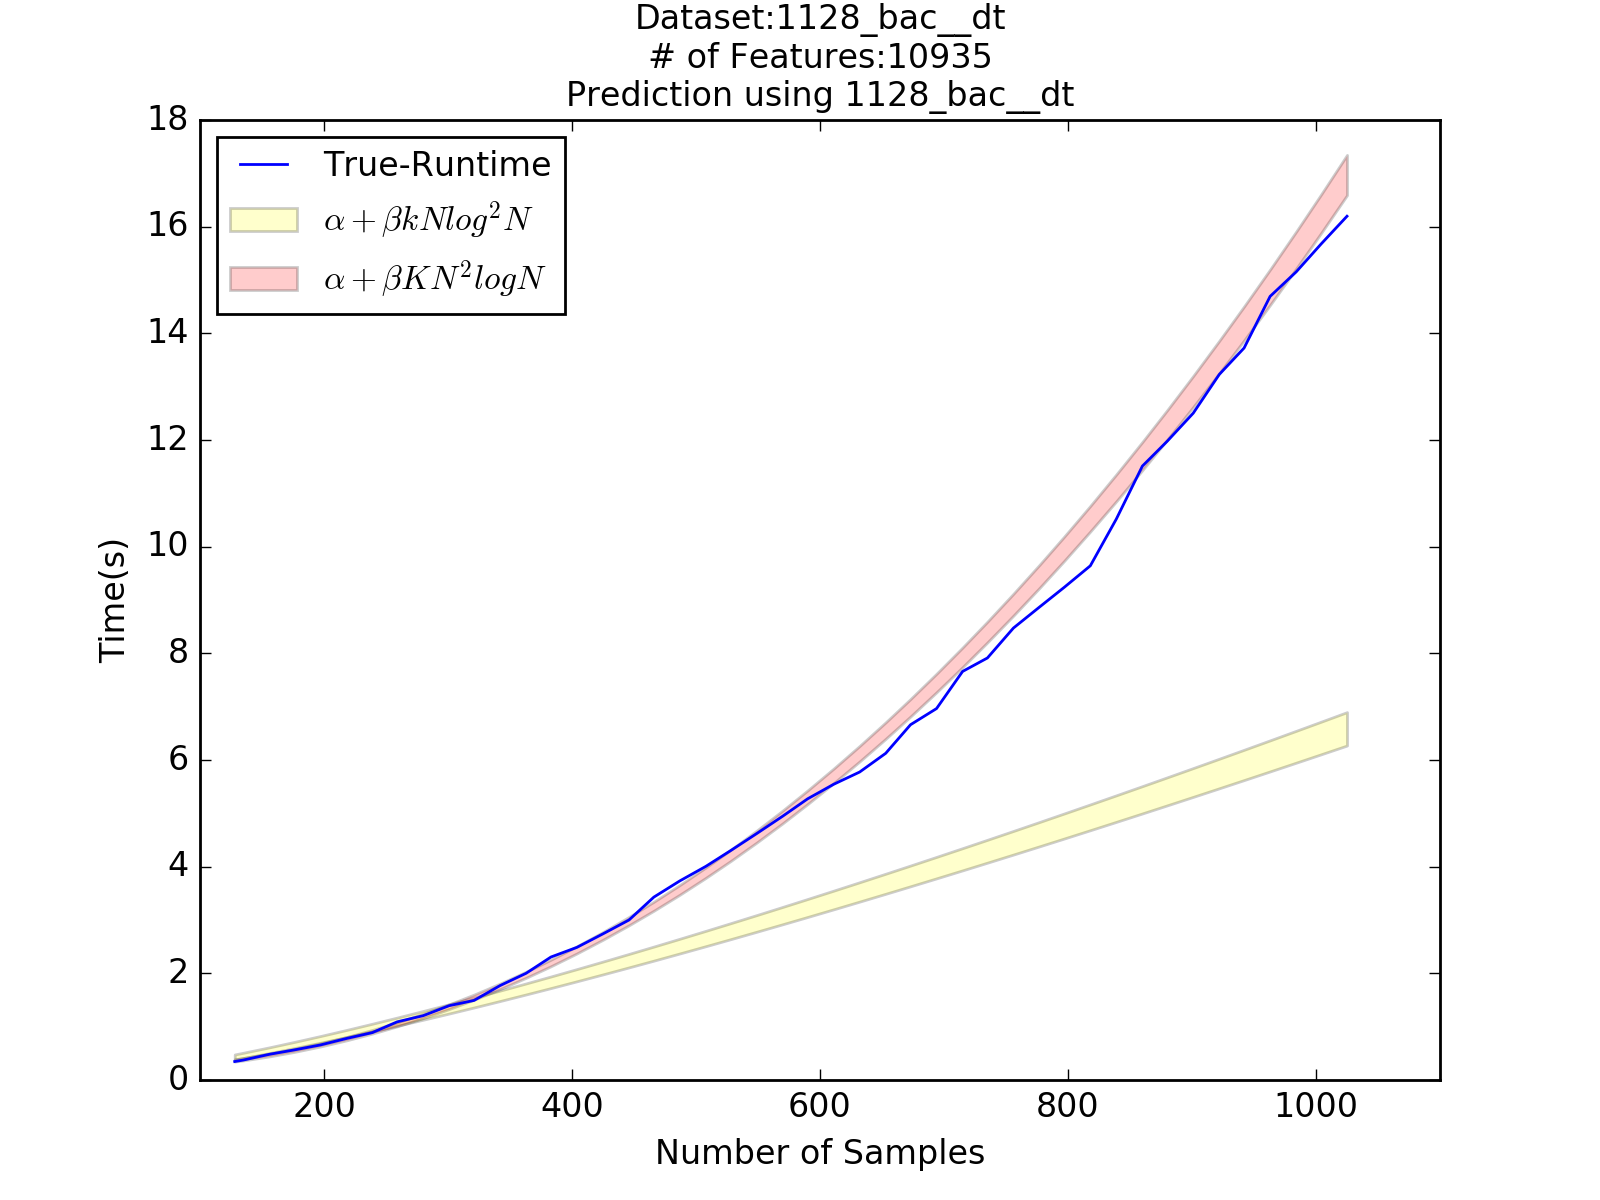 Dataset:1128_bac__dt
# of Features:10935
Prediction using 1128_bac__dt
18
16
14
12
10
8
6
4
2
0
True-Runtime
α + βkNlog²N
α + βKN²logN
Time(s)
200 400 600 800 1000
Number of Samples